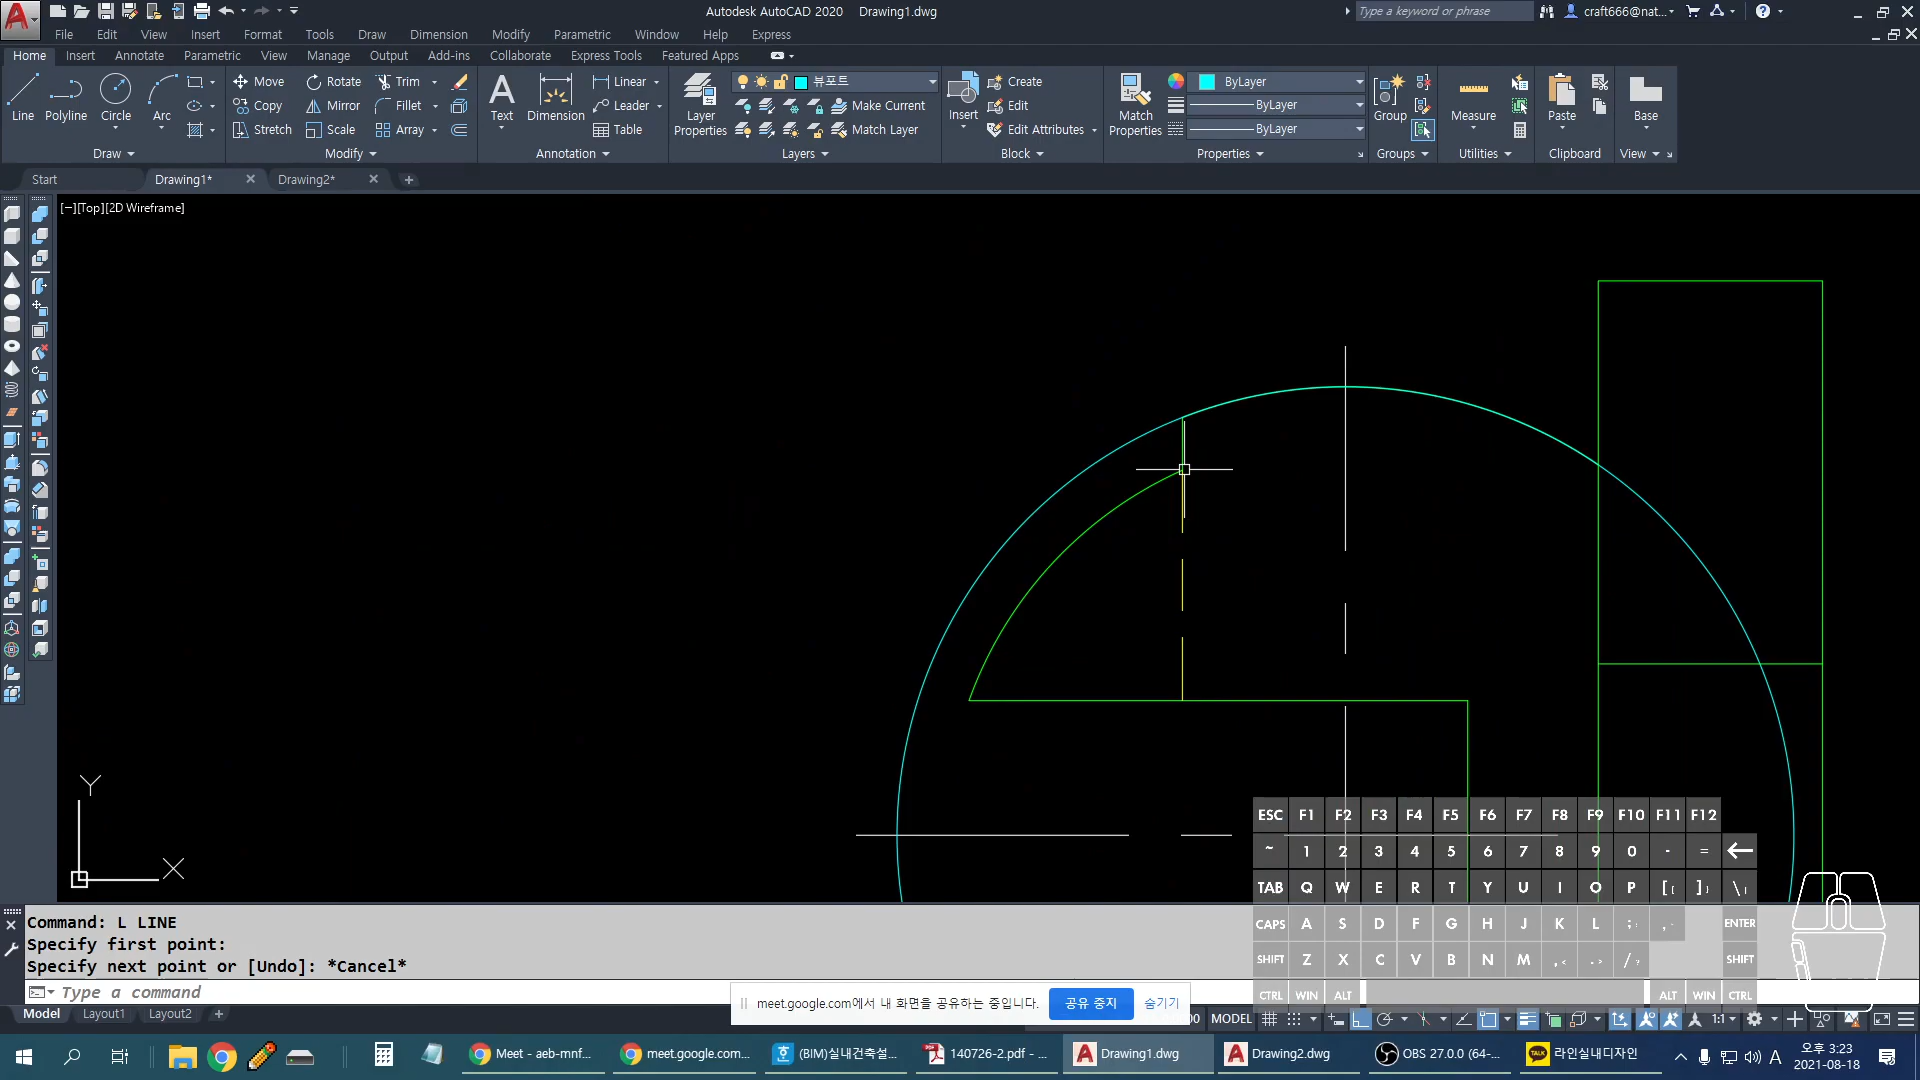 Autodesk AutoCAD 2020 Drawing1.dwg
Type a keyword or phrase
craft666@nat...
File Edit View Insert Format Tools Draw Dimension Modify Parametric Window Help Express
Home Insert Annotate Parametric View Manage Output Add-ins Collaborate Express Tools Featured Apps
Line Polyline Circle Arc
Move Rotate Trim
Copy Mirror Fillet
Stretch Scale Array
Text Dimension
Linear
Leader
Table
Layer Properties
뷰포트
Make Current
Match Layer
Insert
Create
Edit
Edit Attributes
Match Properties
ByLayer
ByLayer
ByLayer
Group
Measure
Paste
Base
Draw Modify Annotation Layers Block Properties Groups Utilities Clipboard View
Start Drawing1* Drawing2*
[−][Top][2D Wireframe]
Y
X
ESC F1 F2 F3 F4 F5 F6 F7 F8 F9 F10 F11 F12
~ 1 2 3 4 5 6 7 8 9 0 - =
TAB Q W E R T Y U I O P [{ ]} \|
CAPS A S D F G H J K L ;: ,. ENTER
SHIFT Z X C V B N M ,< .> /? SHIFT
CTRL WIN ALT ALT WIN CTRL
Command: L LINE
Specify first point:
Specify next point or [Undo]: *Cancel*
Type a command
meet.google.com에서 내 화면을 공유하는 중입니다. 공유 중지 숨기기
Model Layout1 Layout2
MODEL 1:1
Meet - aeb-mnf... meet.google.com... (BIM)실내건축설... 140726-2.pdf - ... Drawing1.dwg Drawing2.dwg OBS 27.0.0 (64-... 라인실내디자인
A
오후 3:23
2021-08-18